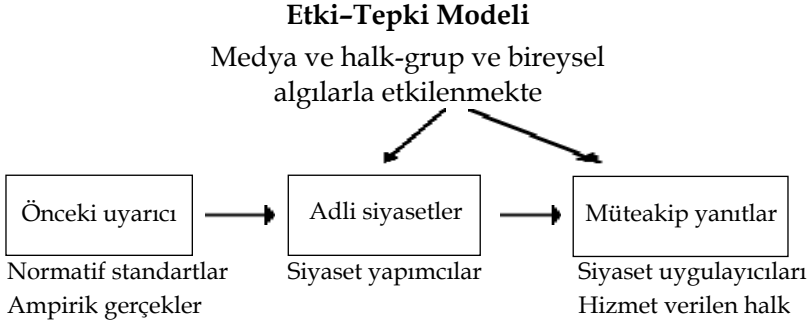 Etki–Tepki Modeli
Medya ve halk-grup ve bireysel
algılarla etkilenmekte
Önceki uyarıcı
Adli siyasetler
Müteakip yanıtlar
Normatif standartlar
Ampirik gerçekler
Siyaset yapımcılar
Siyaset uygulayıcıları
Hizmet verilen halk